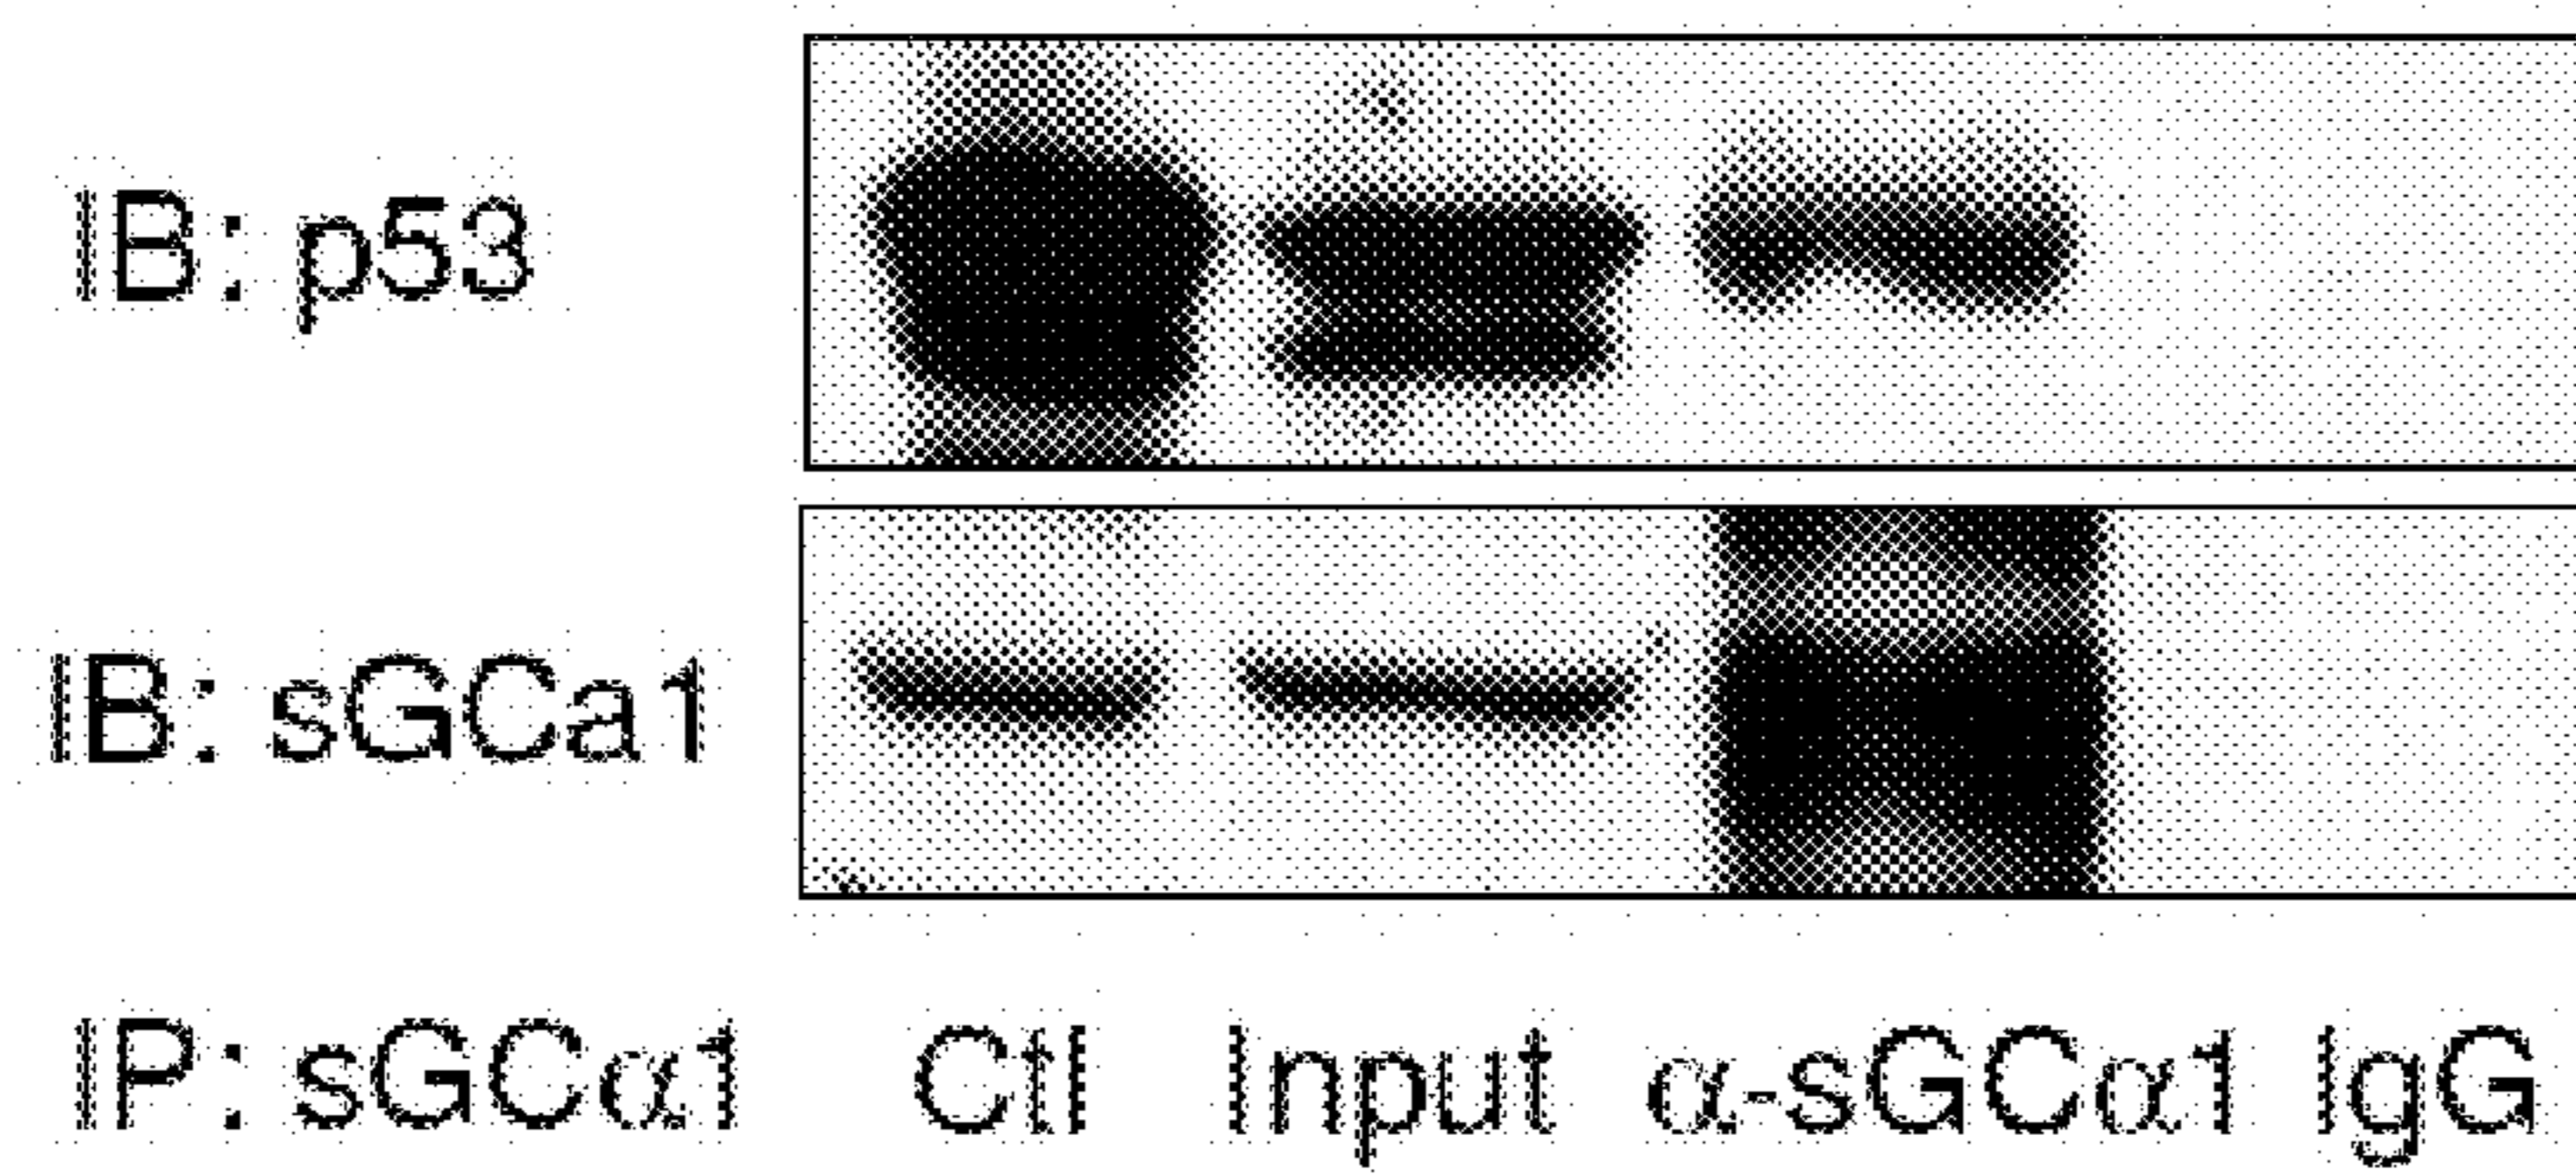 IB: p53
IB: sGCa1
IP: sGCα1 Ctl Input α-sGCα1 IgG